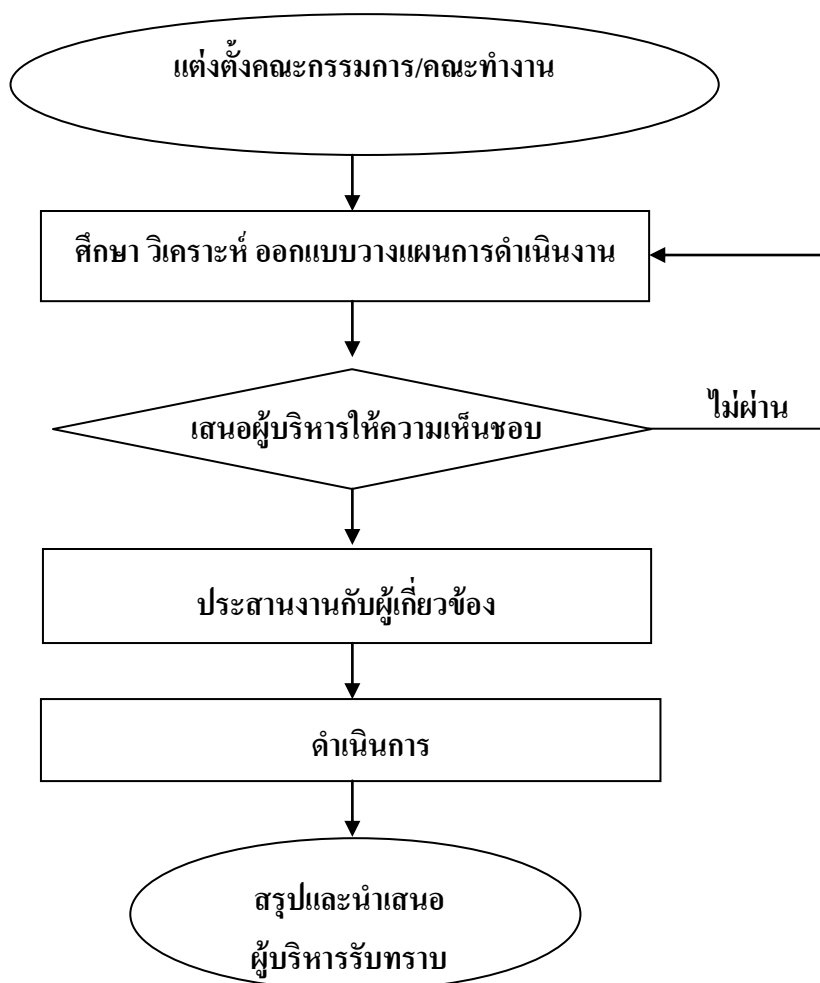 แต่งตั้งคณะกรรมการ/คณะทำงาน
ศึกษา วิเคราะห์ ออกแบบวางแผนการดำเนินงาน
เสนอผู้บริหารให้ความเห็นชอบ
ไม่ผ่าน
ประสานงานกับผู้เกี่ยวข้อง
ดำเนินการ
สรุปและนำเสนอ
ผู้บริหารรับทราบ